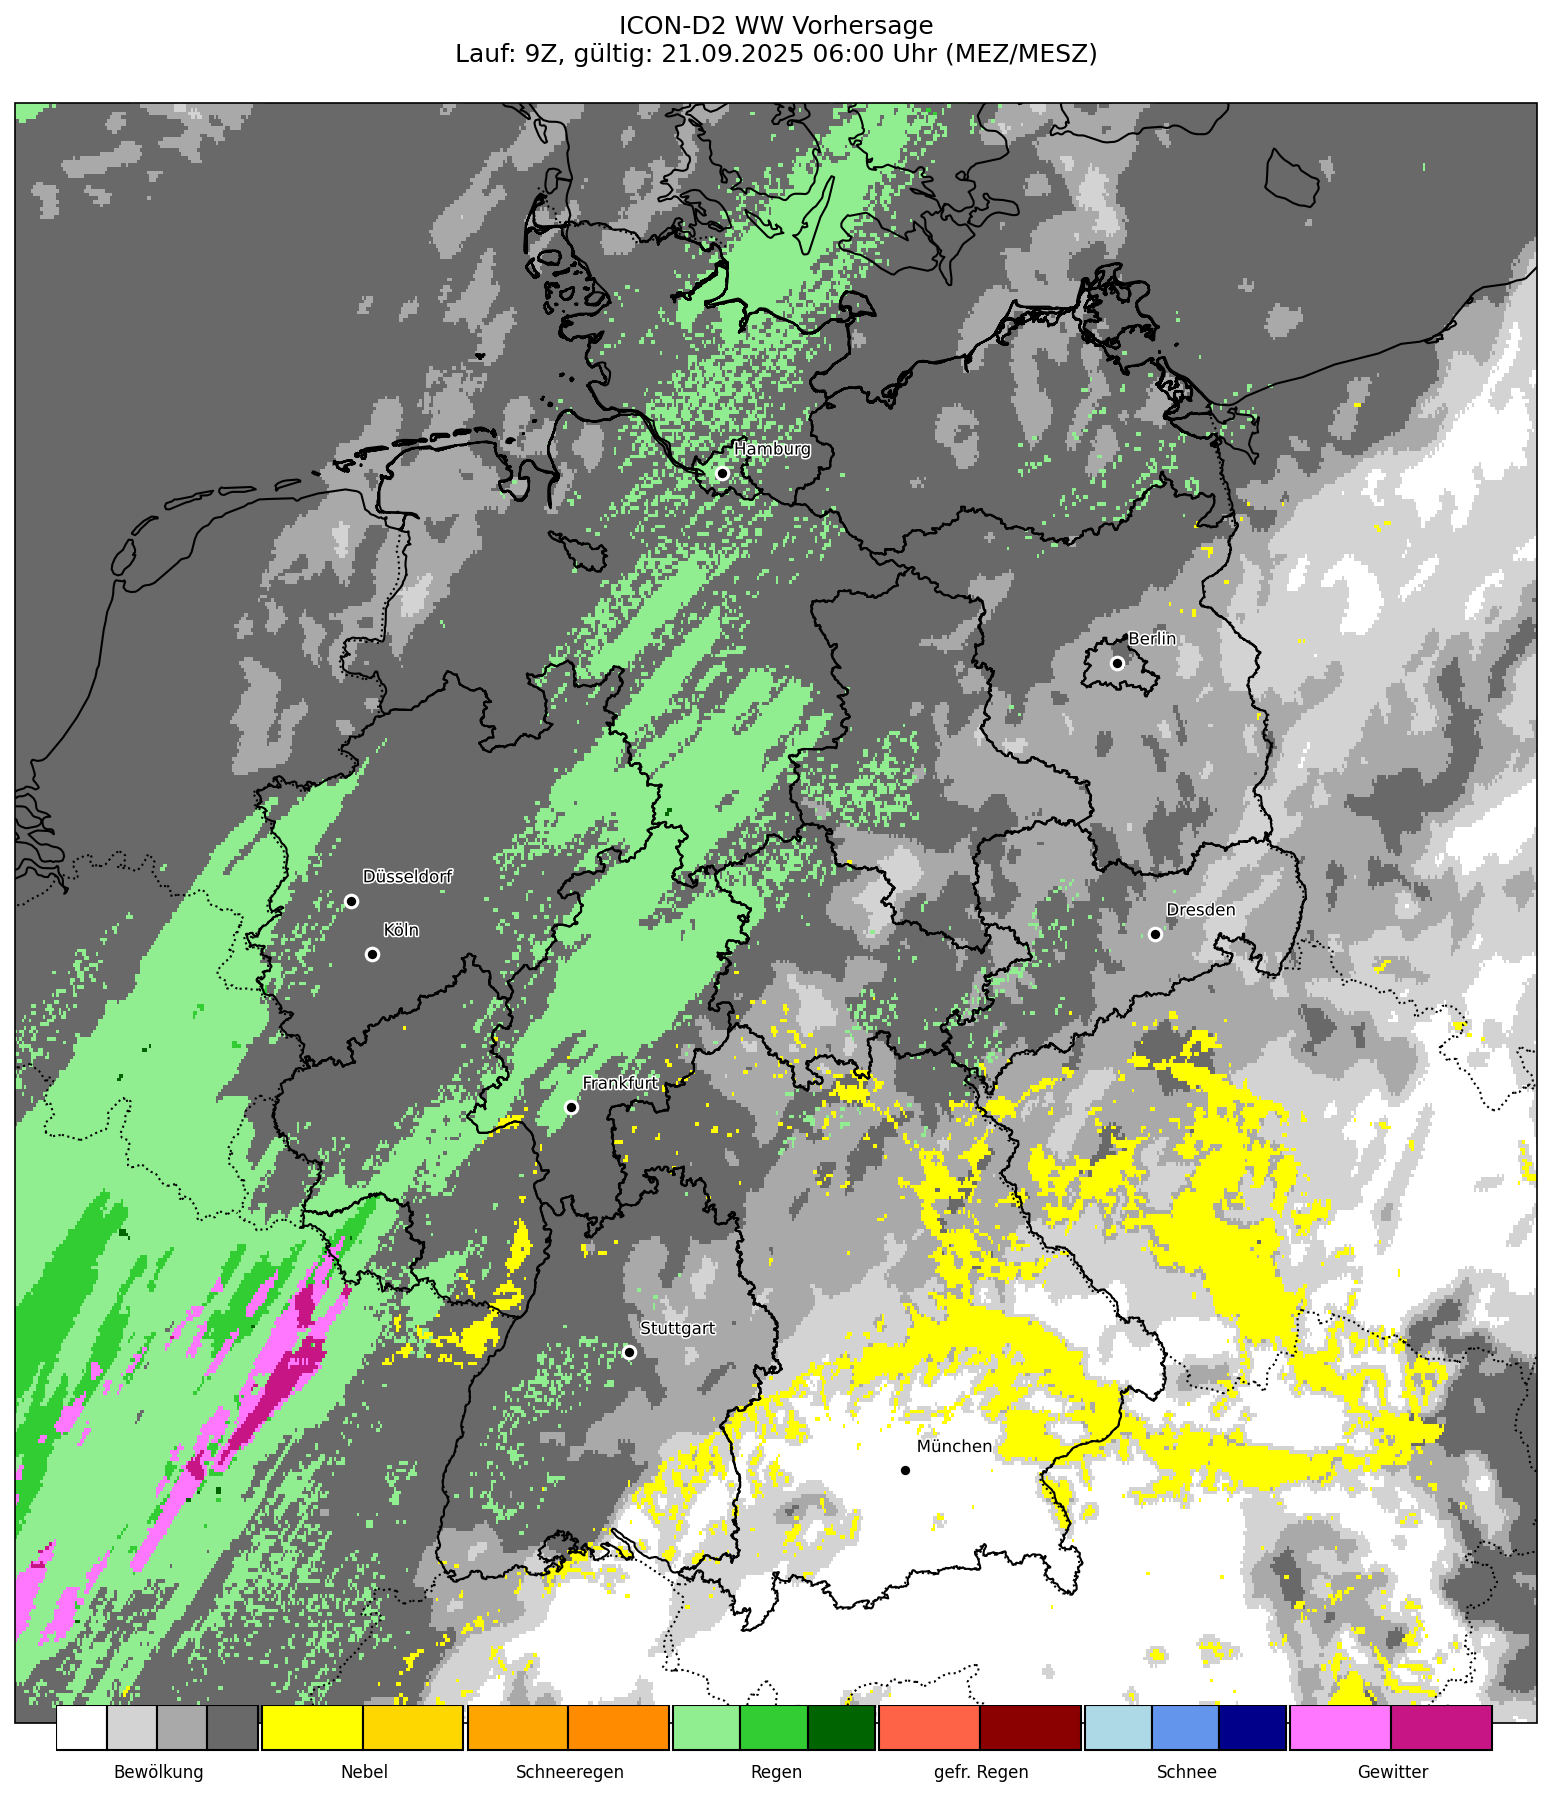 ICON-D2 WW Vorhersage
Lauf: 9Z, gültig: 21.09.2025 06:00 Uhr (MEZ/MESZ)
Hamburg
Berlin
Düsseldorf
Dresden
Köln
Frankfurt
Stuttgart
München
Bewölkung
Nebel
Schneeregen
Regen
gefr. Regen
Schnee
Gewitter